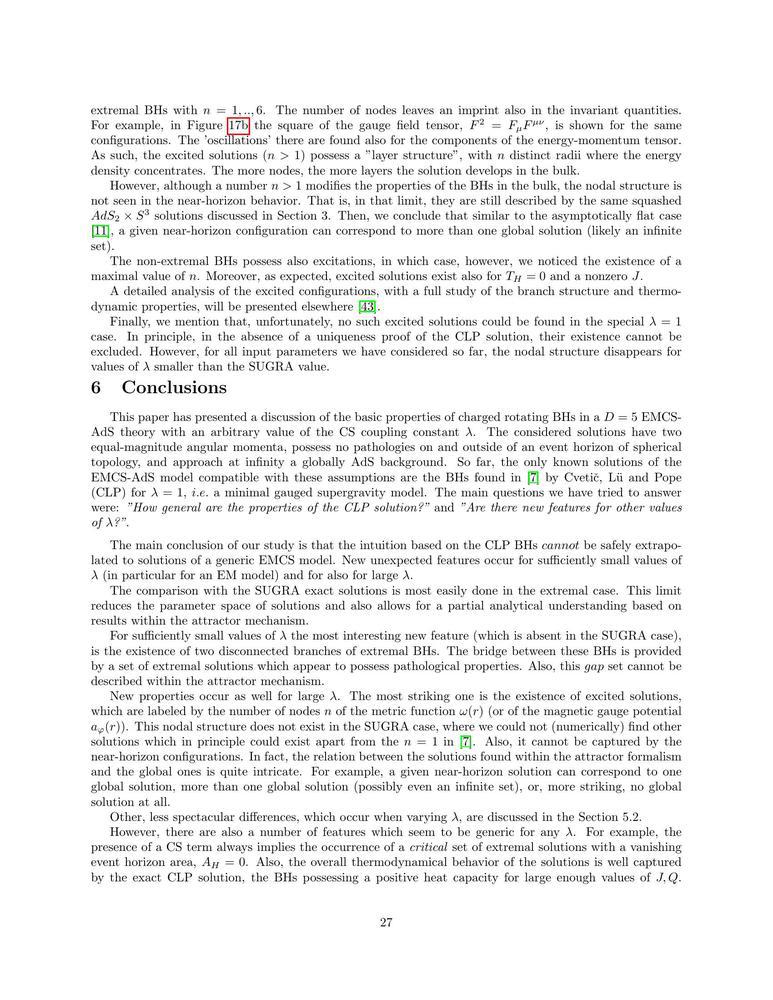 extremal BHs with n = 1, .., 6. The number of nodes leaves an imprint also in the invariant quantities.
For example, in Figure 17b the square of the gauge field tensor, F² = FμF^μν, is shown for the same
configurations. The 'oscillations' there are found also for the components of the energy-momentum tensor.
As such, the excited solutions (n > 1) possess a "layer structure", with n distinct radii where the energy
density concentrates. The more nodes, the more layers the solution develops in the bulk.
However, although a number n > 1 modifies the properties of the BHs in the bulk, the nodal structure is
not seen in the near-horizon behavior. That is, in that limit, they are still described by the same squashed
AdS₂ × S³ solutions discussed in Section 3. Then, we conclude that similar to the asymptotically flat case
[11], a given near-horizon configuration can correspond to more than one global solution (likely an infinite
set).
The non-extremal BHs possess also excitations, in which case, however, we noticed the existence of a
maximal value of n. Moreover, as expected, excited solutions exist also for T_H = 0 and a nonzero J.
A detailed analysis of the excited configurations, with a full study of the branch structure and thermo-
dynamic properties, will be presented elsewhere [43].
Finally, we mention that, unfortunately, no such excited solutions could be found in the special λ = 1
case. In principle, in the absence of a uniqueness proof of the CLP solution, their existence cannot be
excluded. However, for all input parameters we have considered so far, the nodal structure disappears for
values of λ smaller than the SUGRA value.
6 Conclusions
This paper has presented a discussion of the basic properties of charged rotating BHs in a D = 5 EMCS-
AdS theory with an arbitrary value of the CS coupling constant λ. The considered solutions have two
equal-magnitude angular momenta, possess no pathologies on and outside of an event horizon of spherical
topology, and approach at infinity a globally AdS background. So far, the only known solutions of the
EMCS-AdS model compatible with these assumptions are the BHs found in [7] by Cvetič, Lü and Pope
(CLP) for λ = 1, i.e. a minimal gauged supergravity model. The main questions we have tried to answer
were: "How general are the properties of the CLP solution?" and "Are there new features for other values
of λ?".
The main conclusion of our study is that the intuition based on the CLP BHs cannot be safely extrapo-
lated to solutions of a generic EMCS model. New unexpected features occur for sufficiently small values of
λ (in particular for an EM model) and for also for large λ.
The comparison with the SUGRA exact solutions is most easily done in the extremal case. This limit
reduces the parameter space of solutions and also allows for a partial analytical understanding based on
results within the attractor mechanism.
For sufficiently small values of λ the most interesting new feature (which is absent in the SUGRA case),
is the existence of two disconnected branches of extremal BHs. The bridge between these BHs is provided
by a set of extremal solutions which appear to possess pathological properties. Also, this gap set cannot be
described within the attractor mechanism.
New properties occur as well for large λ. The most striking one is the existence of excited solutions,
which are labeled by the number of nodes n of the metric function ω(r) (or of the magnetic gauge potential
a_φ(r)). This nodal structure does not exist in the SUGRA case, where we could not (numerically) find other
solutions which in principle could exist apart from the n = 1 in [7]. Also, it cannot be captured by the
near-horizon configurations. In fact, the relation between the solutions found within the attractor formalism
and the global ones is quite intricate. For example, a given near-horizon solution can correspond to one
global solution, more than one global solution (possibly even an infinite set), or, more striking, no global
solution at all.
Other, less spectacular differences, which occur when varying λ, are discussed in the Section 5.2.
However, there are also a number of features which seem to be generic for any λ. For example, the
presence of a CS term always implies the occurrence of a critical set of extremal solutions with a vanishing
event horizon area, A_H = 0. Also, the overall thermodynamical behavior of the solutions is well captured
by the exact CLP solution, the BHs possessing a positive heat capacity for large enough values of J, Q.
27